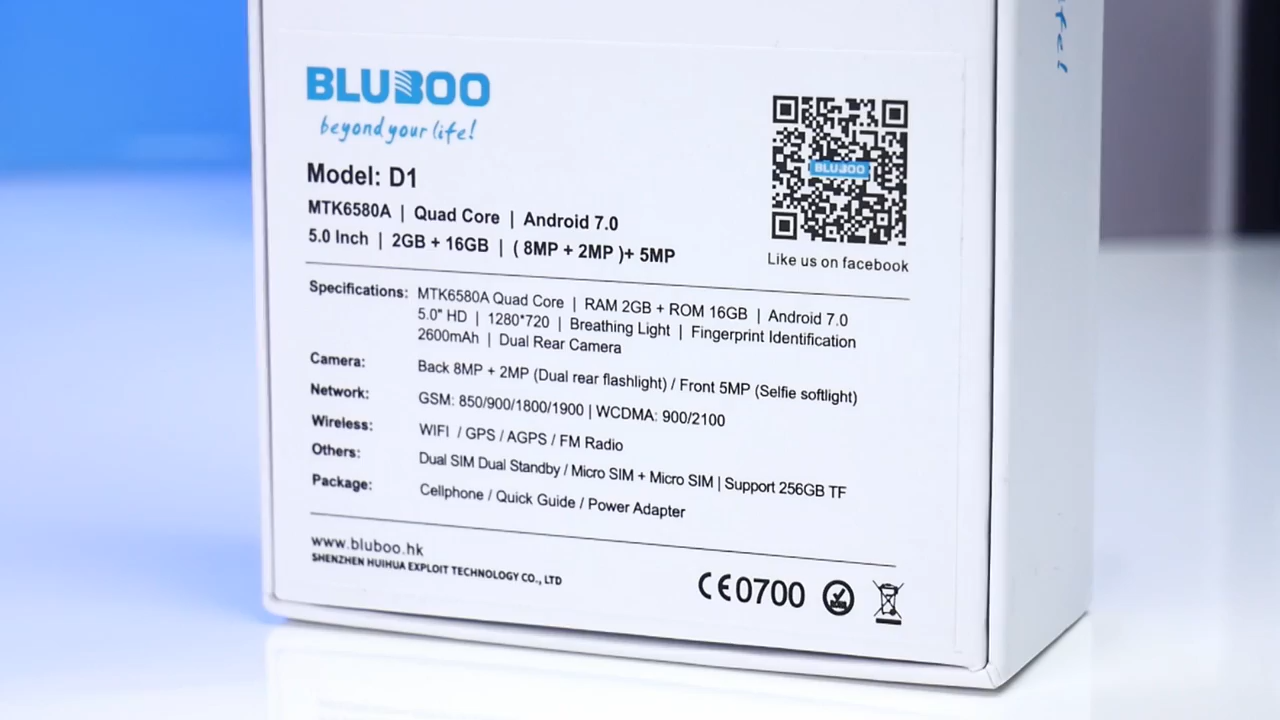 BLUBOO
beyond your life!
Model: D1
MTK6580A | Quad Core | Android 7.0
5.0 Inch | 2GB + 16GB | ( 8MP + 2MP )+ 5MP
BLUBOO
Like us on facebook
Specifications: MTK6580A Quad Core | RAM 2GB + ROM 16GB | Android 7.0
5.0" HD | 1280*720 | Breathing Light | Fingerprint Identification
2600mAh | Dual Rear Camera
Camera: Back 8MP + 2MP (Dual rear flashlight) / Front 5MP (Selfie softlight)
Network: GSM: 850/900/1800/1900 | WCDMA: 900/2100
Wireless: WIFI / GPS / AGPS / FM Radio
Others: Dual SIM Dual Standby / Micro SIM + Micro SIM | Support 256GB TF
Package: Cellphone / Quick Guide / Power Adapter
www.bluboo.hk
SHENZHEN HUIHUA EXPLOIT TECHNOLOGY CO., LTD
CE0700